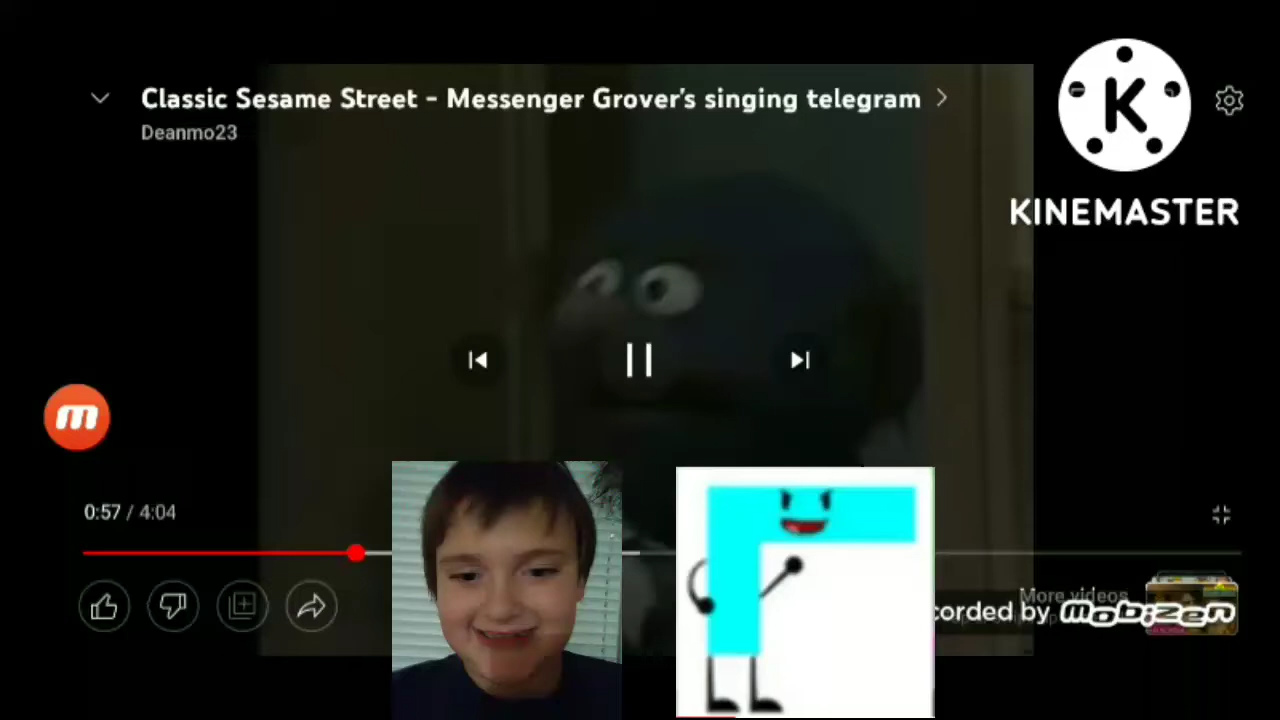 Classic Sesame Street - Messenger Grover's singing telegram
Deanmo23
K
KINEMASTER
m
0:57 / 4:04
More videos
corded by mobizen